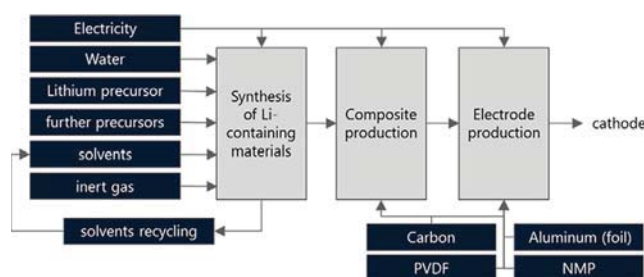 Electricity
Water
Lithium precursor
further precursors
solvents
inert gas
solvents recycling
Synthesis
of Li-
containing
materials
Composite
production
Electrode
production
cathode
Carbon
Aluminum (foil)
PVDF
NMP